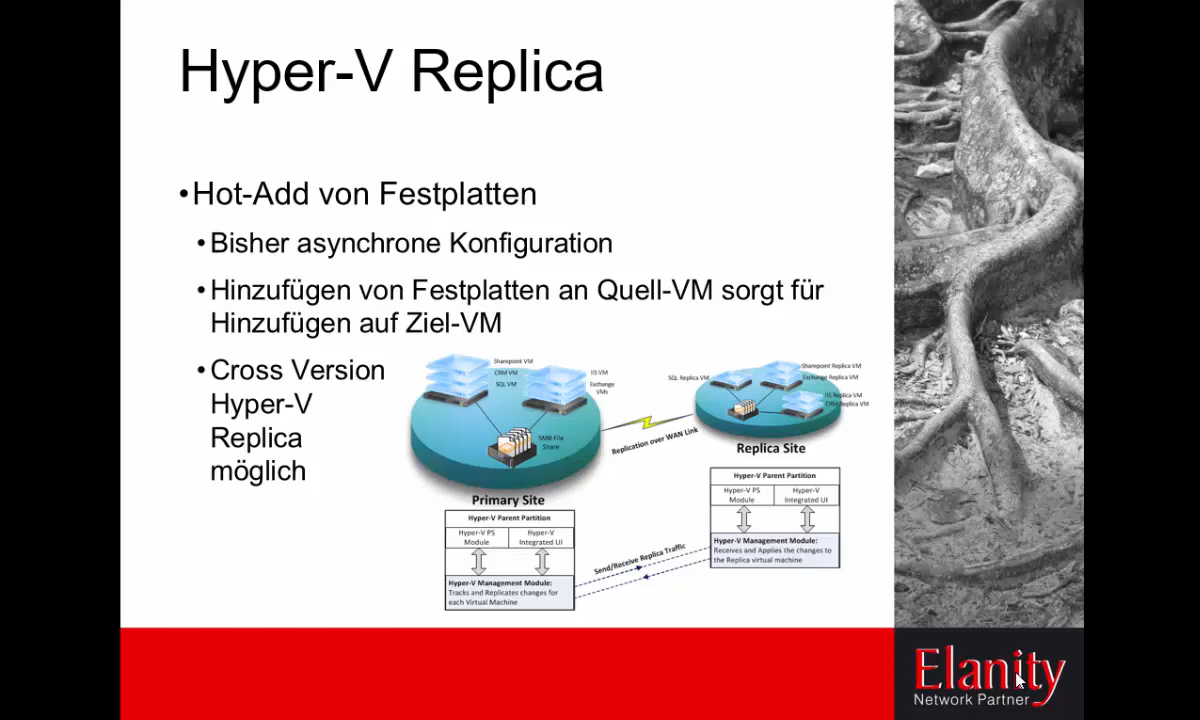 Hyper-V Replica
•Hot-Add von Festplatten
•Bisher asynchrone Konfiguration
•Hinzufügen von Festplatten an Quell-VM sorgt für
Hinzufügen auf Ziel-VM
•Cross Version
Hyper-V
Replica
möglich
Sharepoint VM
CRM VM
SQL VM
IIS VM
Exchange
VMs
SMB File
Share
Primary Site
Replication over WAN Link
SQL Replica VM
Sharepoint Replica VM
Exchange Replica VM
IIS Replica VM
CRM Replica VM
Replica Site
Hyper-V Parent Partition
Hyper-V PS
Module
Hyper-V
Integrated UI
Hyper-V Management Module:
Tracks and Replicates changes for
each Virtual Machine
Send/Receive Replica Traffic
Hyper-V Parent Partition
Hyper-V PS
Module
Hyper-V
Integrated UI
Hyper-V Management Module:
Receives and Applies the changes to
the Replica virtual machine
Elanity
Network Partner